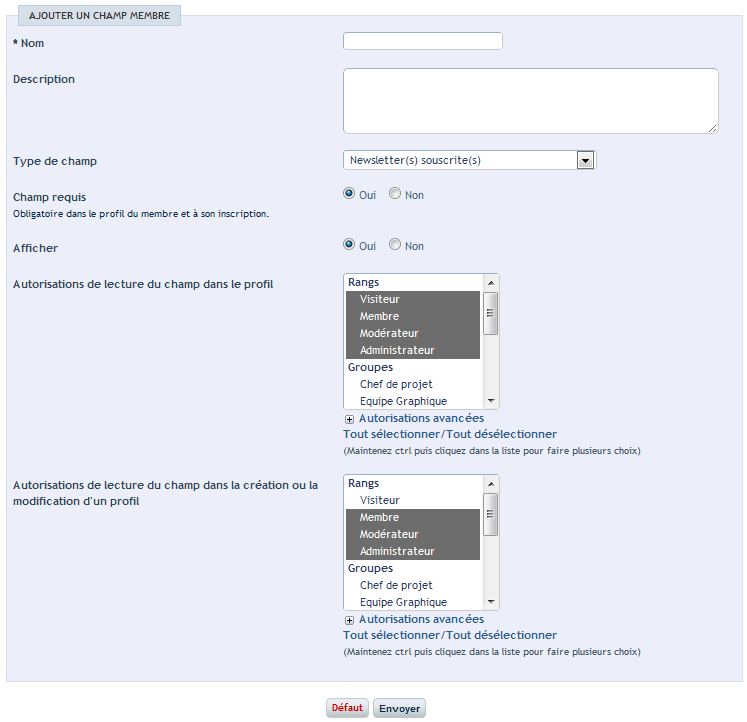 AJOUTER UN CHAMP MEMBRE
* Nom
Description
Type de champ
Newsletter(s) souscrite(s)
Champ requis
Obligatoire dans le profil du membre et à son inscription.
Oui Non
Afficher
Oui Non
Autorisations de lecture du champ dans le profil
Rangs
Visiteur
Membre
Modérateur
Administrateur
Groupes
Chef de projet
Equipe Graphique
Autorisations avancées
Tout sélectionner/Tout désélectionner
(Maintenez ctrl puis cliquez dans la liste pour faire plusieurs choix)
Autorisations de lecture du champ dans la création ou la
modification d'un profil
Rangs
Visiteur
Membre
Modérateur
Administrateur
Groupes
Chef de projet
Equipe Graphique
Autorisations avancées
Tout sélectionner/Tout désélectionner
(Maintenez ctrl puis cliquez dans la liste pour faire plusieurs choix)
Défaut Envoyer